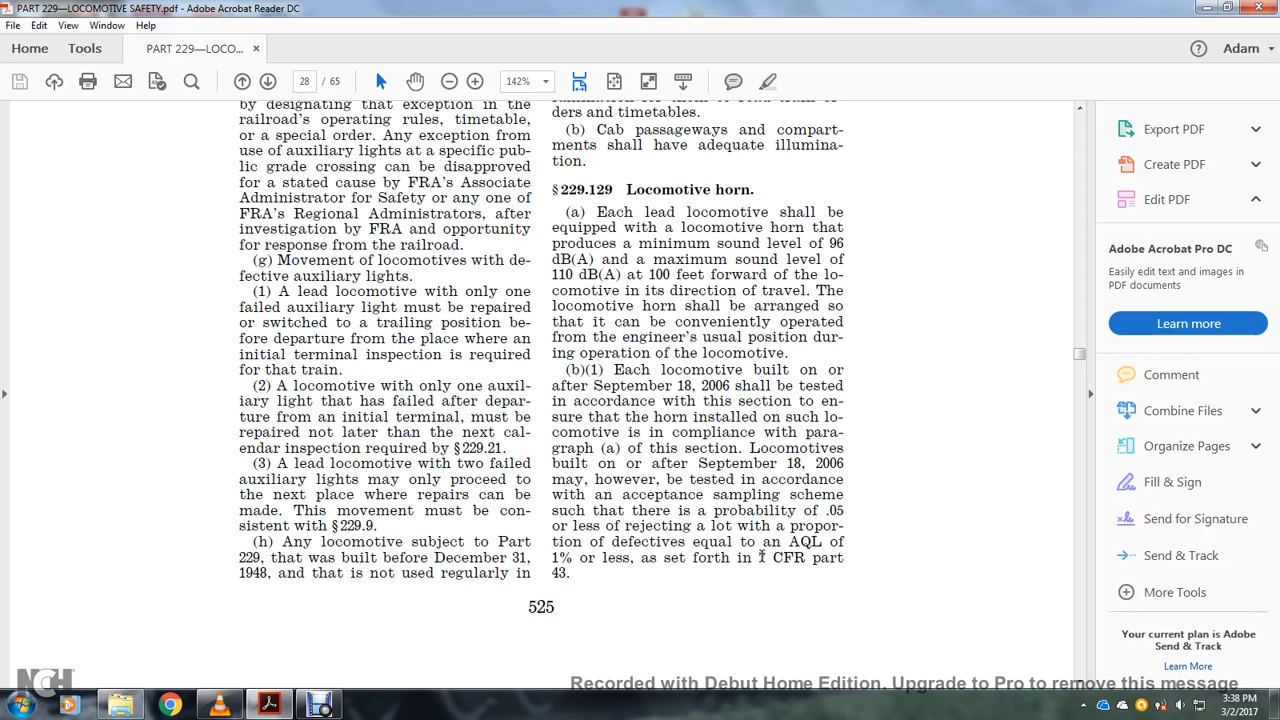 PART 229—LOCOMOTIVE SAFETY.pdf - Adobe Acrobat Reader DC
File Edit View Window Help
Home Tools PART 229—LOCO... × Adam
28 / 65 142%
by designating that exception in the
railroad's operating rules, timetable,
or a special order. Any exception from
use of auxiliary lights at a specific pub-
lic grade crossing can be disapproved
for a stated cause by FRA's Associate
Administrator for Safety or any one of
FRA's Regional Administrators, after
investigation by FRA and opportunity
for response from the railroad.
(g) Movement of locomotives with de-
fective auxiliary lights.
(1) A lead locomotive with only one
failed auxiliary light must be repaired
or switched to a trailing position be-
fore departure from the place where an
initial terminal inspection is required
for that train.
(2) A locomotive with only one auxil-
iary light that has failed after depar-
ture from an initial terminal, must be
repaired not later than the next cal-
endar inspection required by § 229.21.
(3) A lead locomotive with two failed
auxiliary lights may only proceed to
the next place where repairs can be
made. This movement must be con-
sistent with § 229.9.
(h) Any locomotive subject to Part
229, that was built before December 31,
1948, and that is not used regularly in
ders and timetables.
(b) Cab passageways and compart-
ments shall have adequate illumina-
tion.
§ 229.129 Locomotive horn.
(a) Each lead locomotive shall be
equipped with a locomotive horn that
produces a minimum sound level of 96
dB(A) and a maximum sound level of
110 dB(A) at 100 feet forward of the lo-
comotive in its direction of travel. The
locomotive horn shall be arranged so
that it can be conveniently operated
from the engineer's usual position dur-
ing operation of the locomotive.
(b)(1) Each locomotive built on or
after September 18, 2006 shall be tested
in accordance with this section to en-
sure that the horn installed on such lo-
comotive is in compliance with para-
graph (a) of this section. Locomotives
built on or after September 18, 2006
may, however, be tested in accordance
with an acceptance sampling scheme
such that there is a probability of .05
or less of rejecting a lot with a propor-
tion of defectives equal to an AQL of
1% or less, as set forth in CFR part
43.
525
Export PDF
Create PDF
Edit PDF
Adobe Acrobat Pro DC
Easily edit text and images in
PDF documents
Learn more
Comment
Combine Files
Organize Pages
Fill & Sign
Send for Signature
Send & Track
More Tools
Your current plan is Adobe
Send & Track
Learn More
NCH
Recorded with Debut Home Edition. Upgrade to Pro to remove this message
3:38 PM
3/2/2017